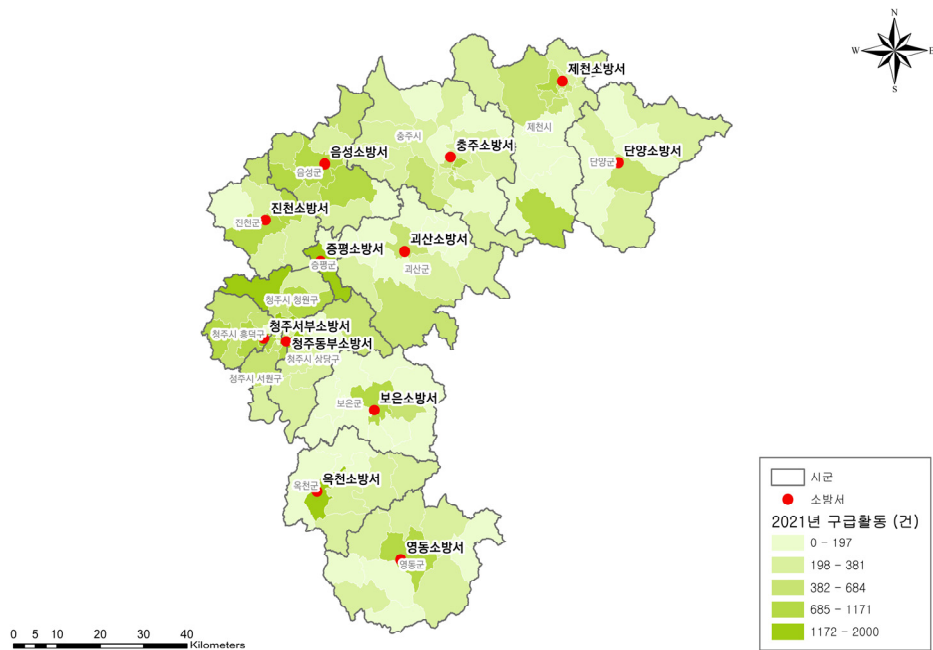 N
W
E
S
제천소방서
충주시
제천시
충주소방서
음성소방서
음성군
단양소방서
단양군
진천소방서
진천군
괴산소방서
괴산군
증평소방서
증평군
청주시 청원구
청주서부소방서
청주시 흥덕구
청주동부소방서
청주시 상당구
청주시 서원구
보은소방서
보은군
옥천소방서
옥천군
영동소방서
영동군
시군
소방서
2021년 구급활동 (건)
0 - 197
198 - 381
382 - 684
685 - 1171
1172 - 2000
0 5 10 20 30 40
Kilometers